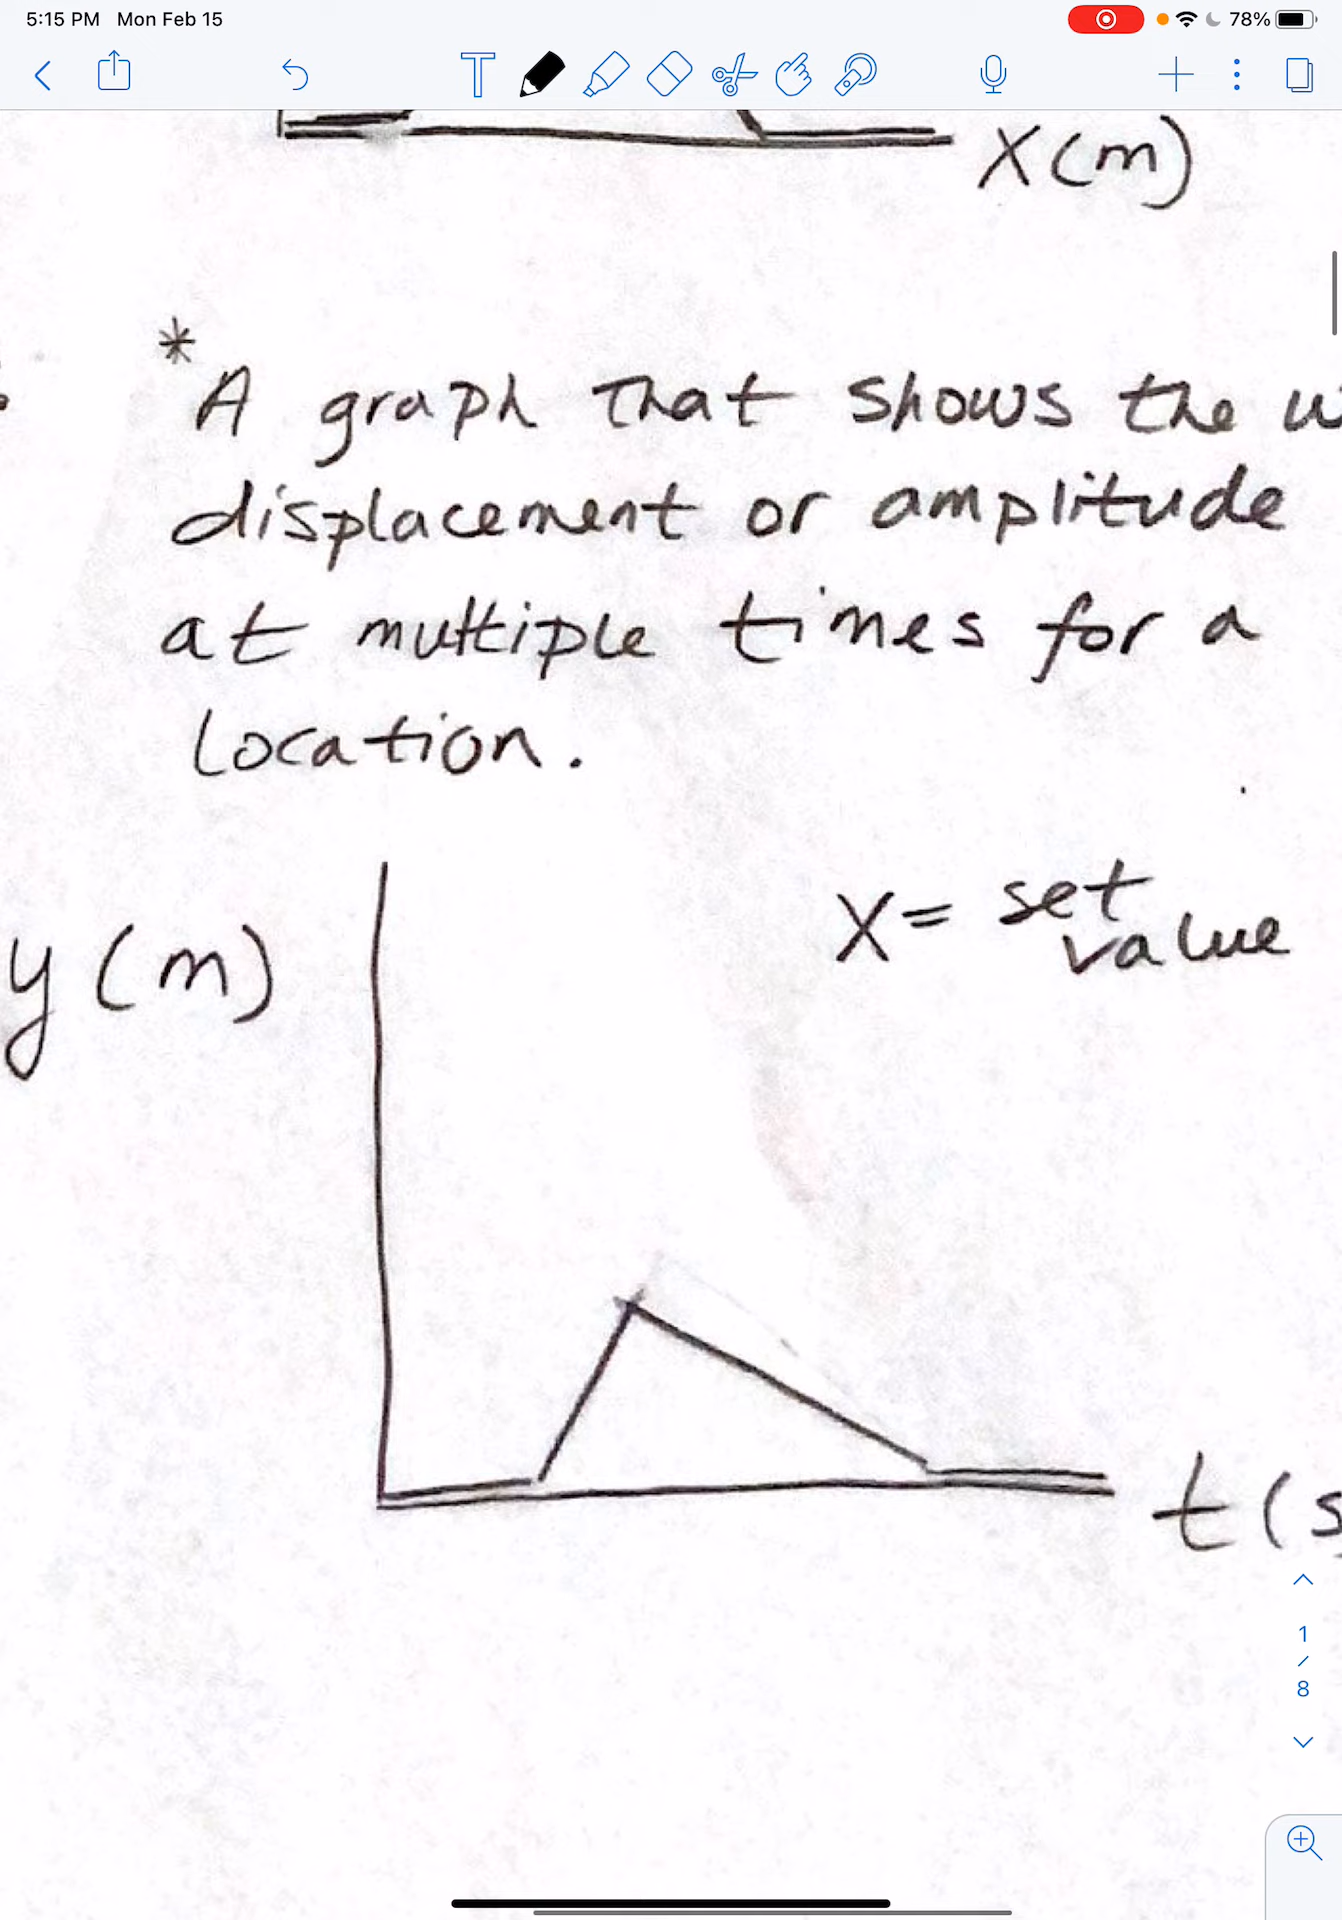 5:15 PM Mon Feb 15
78%
T
X(m)
*
A graph that shows the
displacement or amplitude
at multiple times for a
location.
X= set
value
y (m)
t(s
1
/
8